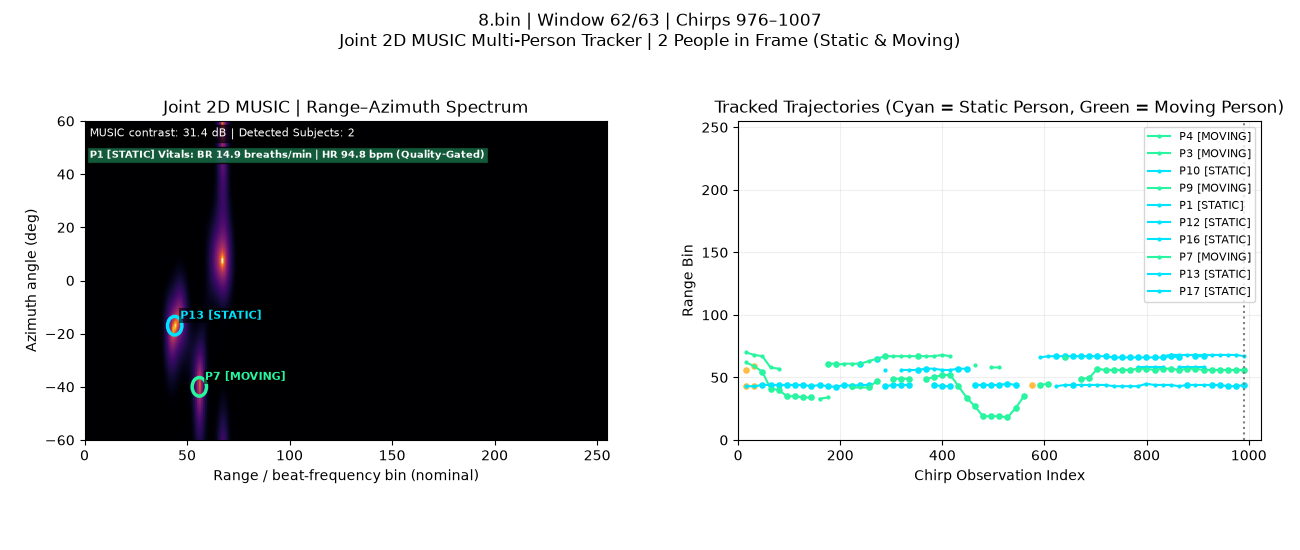 8.bin | Window 62/63 | Chirps 976–1007
Joint 2D MUSIC Multi-Person Tracker | 2 People in Frame (Static & Moving)
Joint 2D MUSIC | Range–Azimuth Spectrum
MUSIC contrast: 31.4 dB | Detected Subjects: 2
P1 [STATIC] Vitals: BR 14.9 breaths/min | HR 94.8 bpm (Quality-Gated)
P13 [STATIC]
P7 [MOVING]
60
40
20
0
−20
−40
−60
Azimuth angle (deg)
0
50
100
150
200
250
Range / beat-frequency bin (nominal)
Tracked Trajectories (Cyan = Static Person, Green = Moving Person)
P4 [MOVING]
P3 [MOVING]
P10 [STATIC]
P9 [MOVING]
P1 [STATIC]
P12 [STATIC]
P16 [STATIC]
P7 [MOVING]
P13 [STATIC]
P17 [STATIC]
250
200
150
100
50
0
Range Bin
0
200
400
600
800
1000
Chirp Observation Index